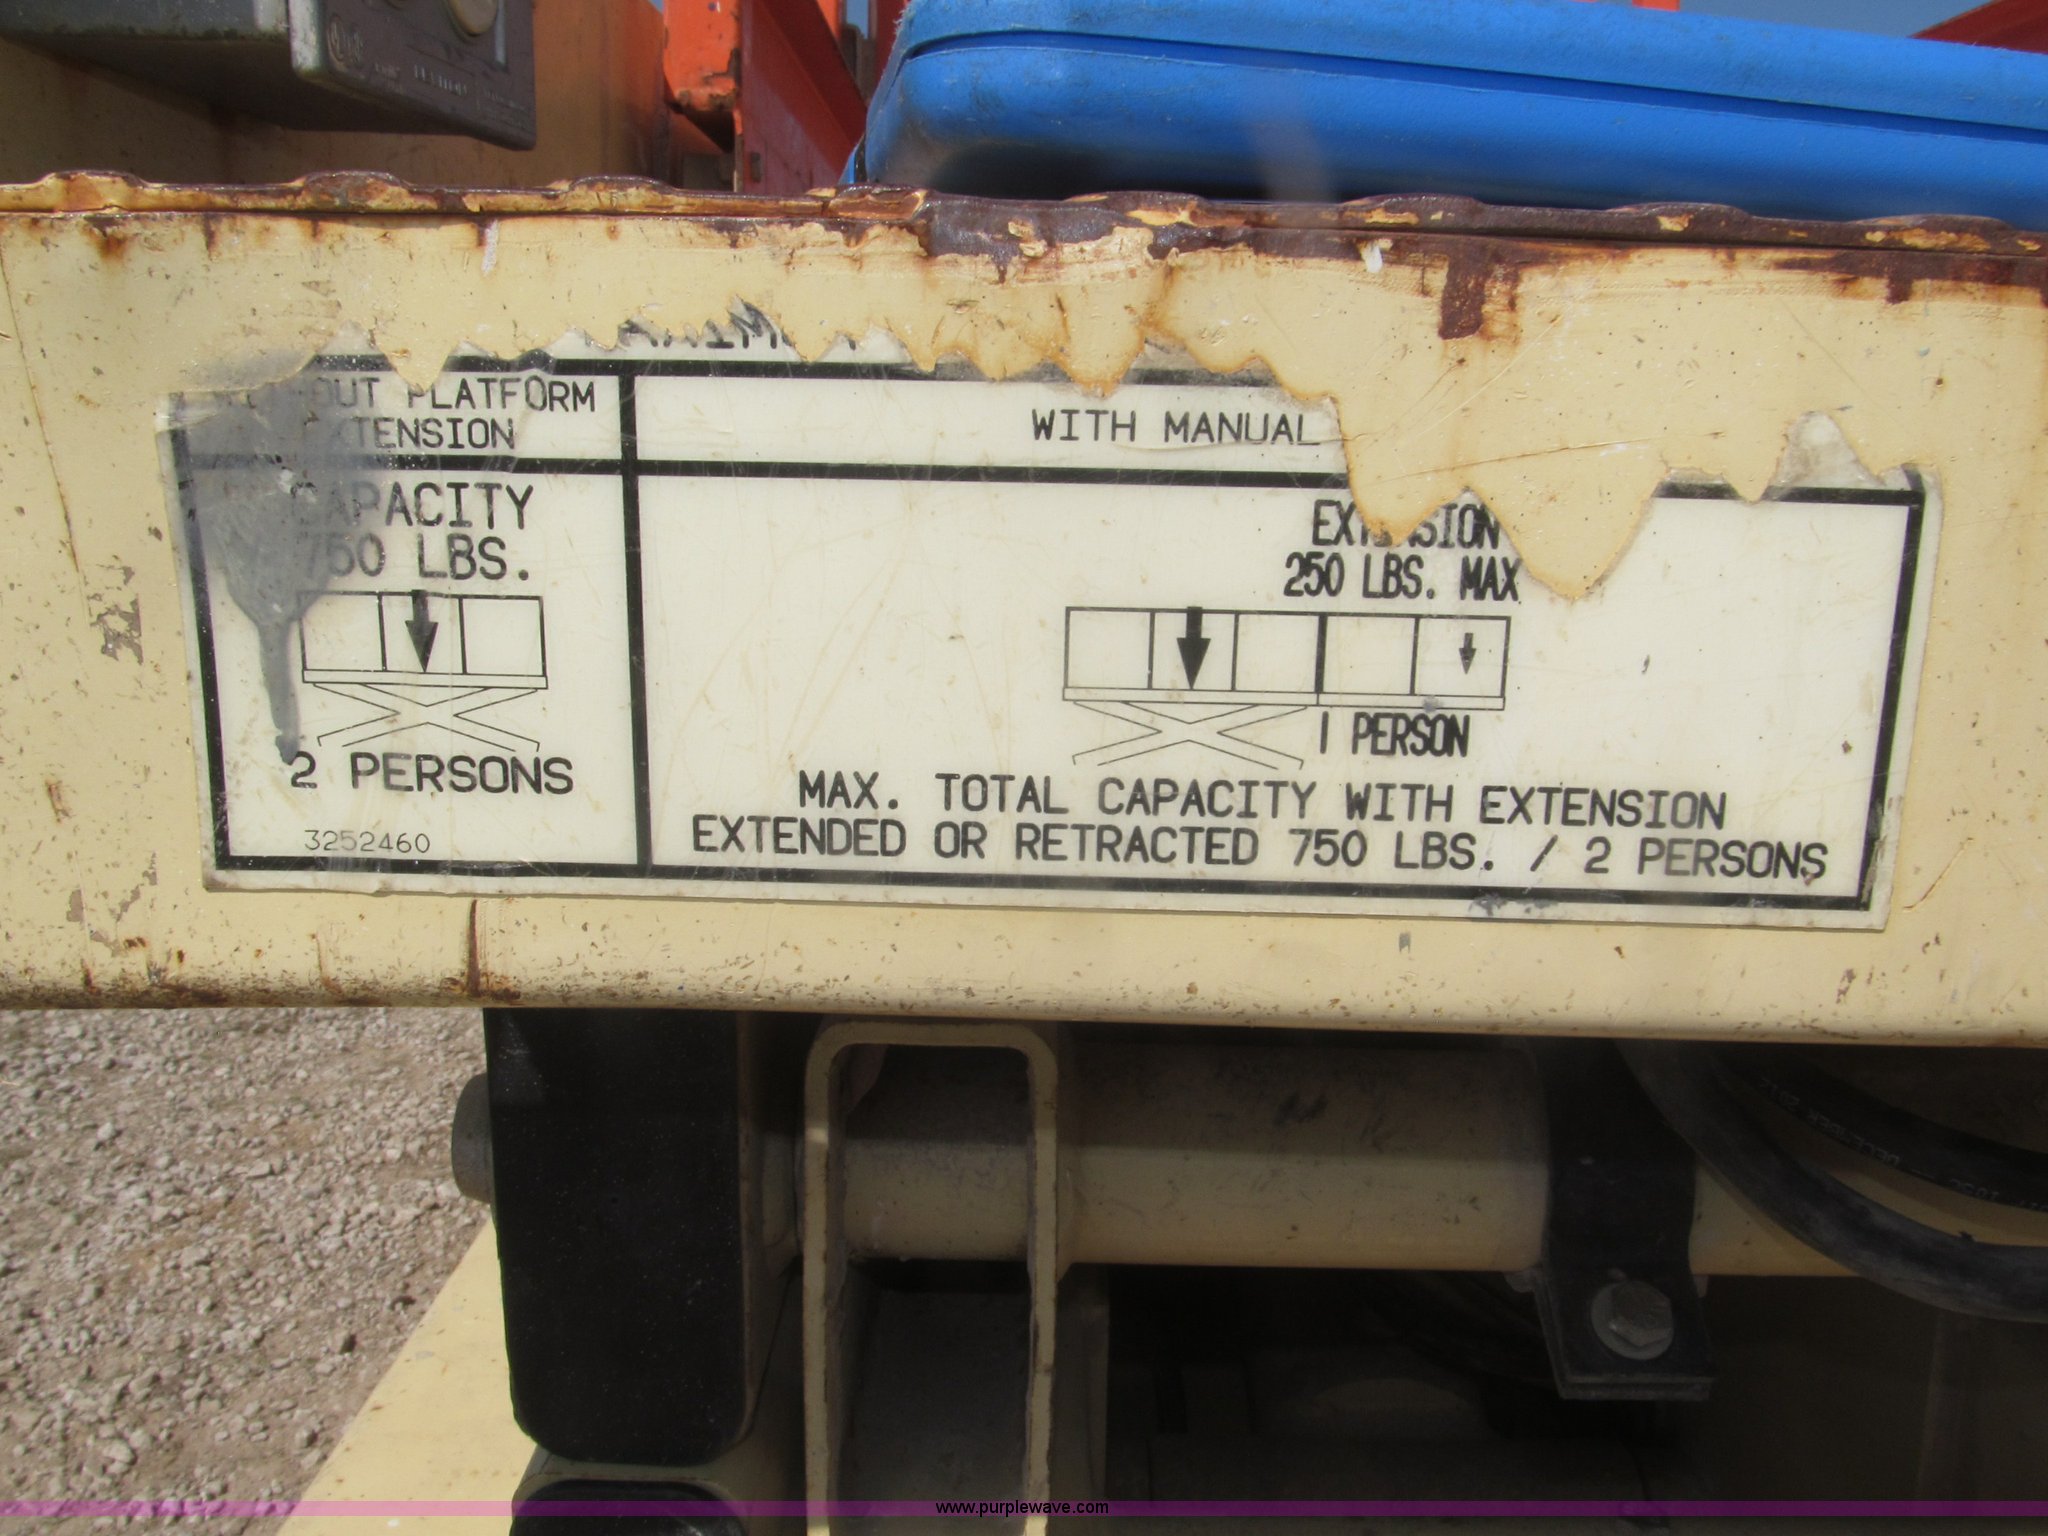 PLATFORM
CAPACITY
750 LBS.
2 PERSONS
3252460
WITH MANUAL
EXTENSION
250 LBS. MAX
1 PERSON
MAX. TOTAL CAPACITY WITH EXTENSION
EXTENDED OR RETRACTED 750 LBS. / 2 PERSONS
www.purplewave.com